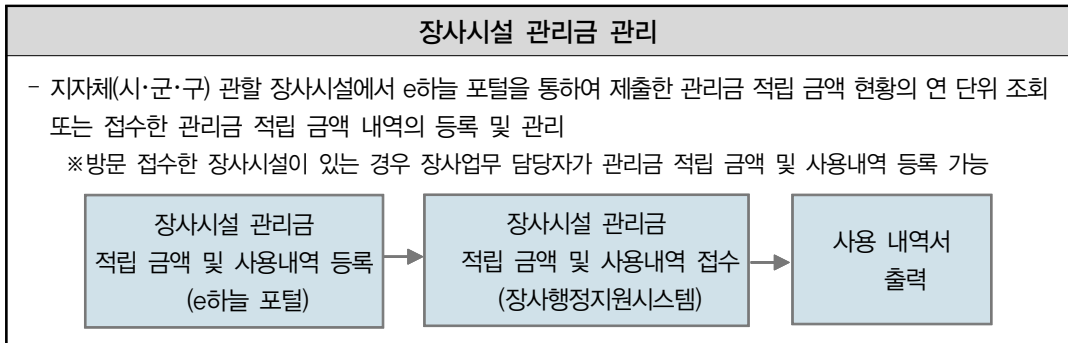 장사시설 관리금 관리
- 지자체(시·군·구) 관할 장사시설에서 e하늘 포털을 통하여 제출한 관리금 적립 금액 현황의 연 단위 조회
또는 접수한 관리금 적립 금액 내역의 등록 및 관리
※방문 접수한 장사시설이 있는 경우 장사업무 담당자가 관리금 적립 금액 및 사용내역 등록 가능
장사시설 관리금
적립 금액 및 사용내역 등록
(e하늘 포털)
장사시설 관리금
적립 금액 및 사용내역 접수
(장사행정지원시스템)
사용 내역서
출력